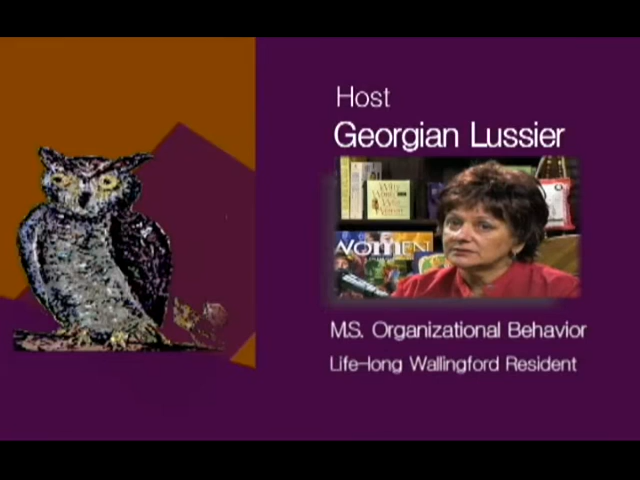 Host
Georgian Lussier
WOMEN
M.S. Organizational Behavior
Life-long Wallingford Resident